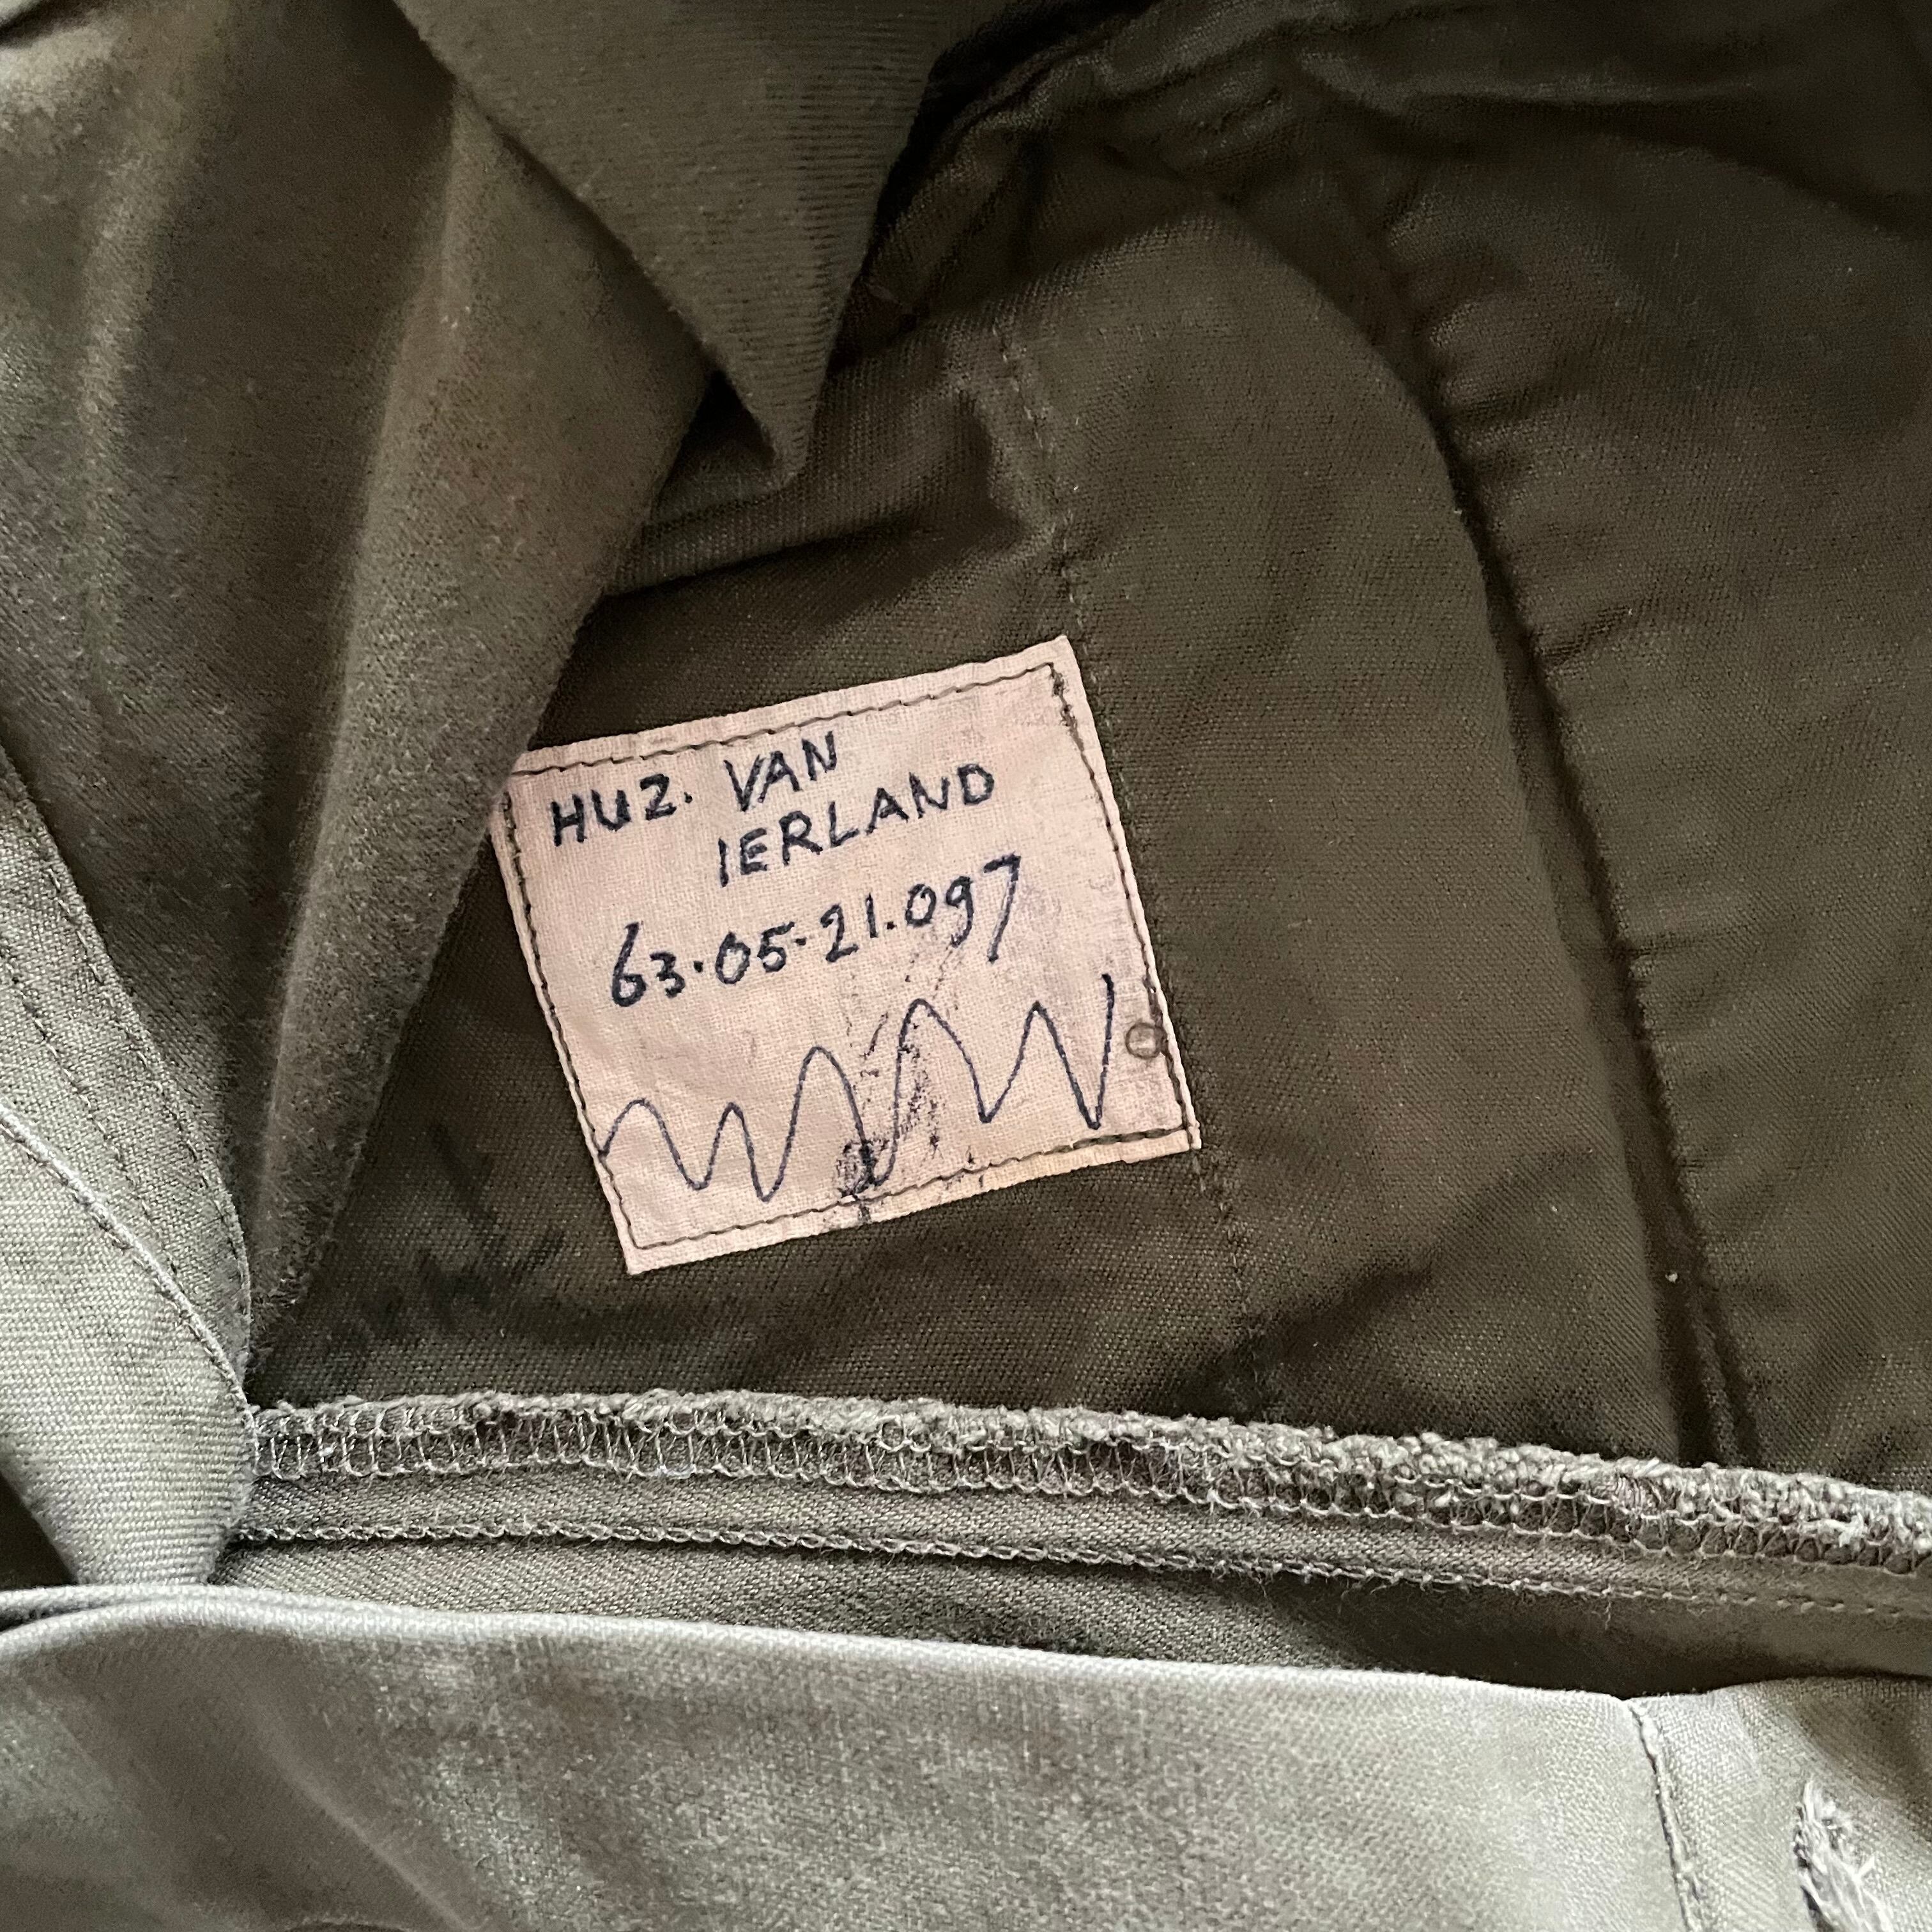 HUZ. VAN
IERLAND
63.05.21.097